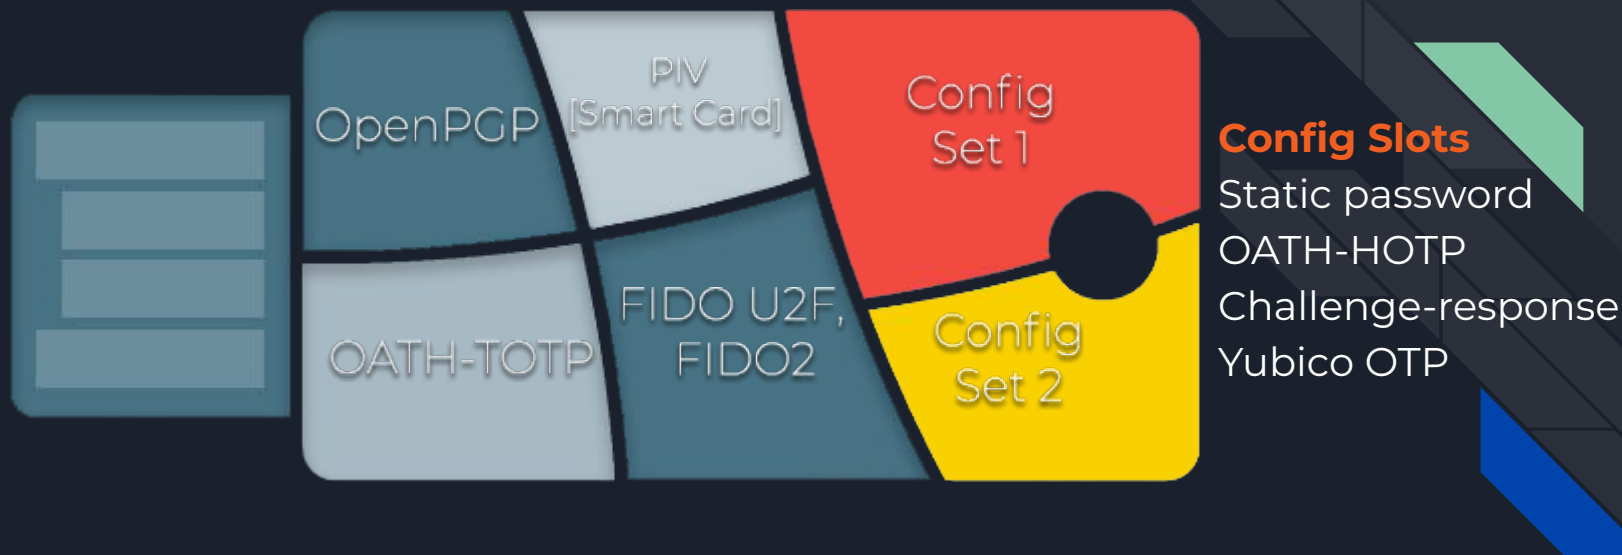 OpenPGP
PIV
[Smart Card]
Config
Set 1
OATH-TOTP
FIDO U2F,
FIDO2
Config
Set 2
Config Slots
Static password
OATH-HOTP
Challenge-response
Yubico OTP